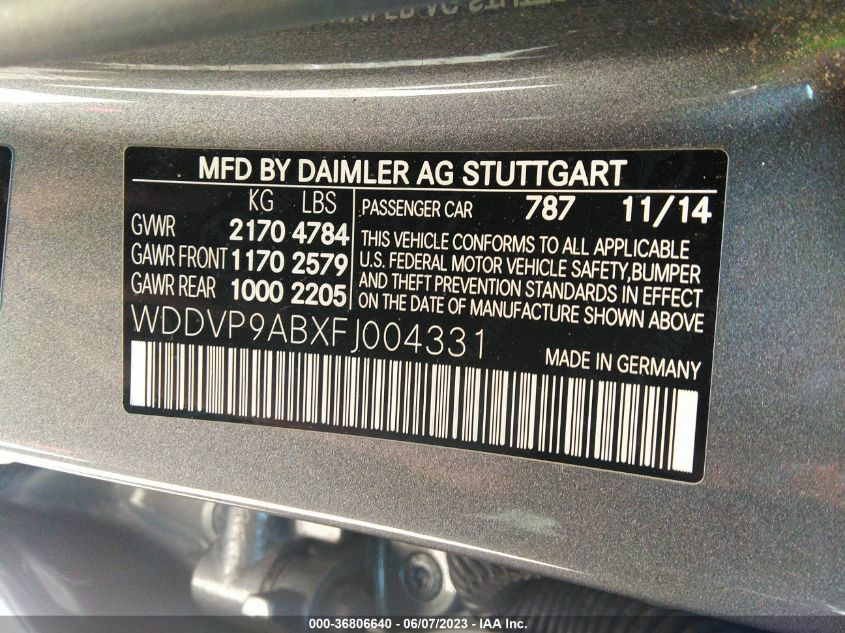 MFD BY DAIMLER AG STUTTGART
KG LBS
GVWR 2170 4784
GAWR FRONT 1170 2579
GAWR REAR 1000 2205
PASSENGER CAR 787 11/14
THIS VEHICLE CONFORMS TO ALL APPLICABLE
U.S. FEDERAL MOTOR VEHICLE SAFETY, BUMPER
AND THEFT PREVENTION STANDARDS IN EFFECT
ON THE DATE OF MANUFACTURE SHOWN ABOVE
WDDVP9ABXFJ004331
MADE IN GERMANY
000-36806640 - 06/07/2023 - IAA Inc.